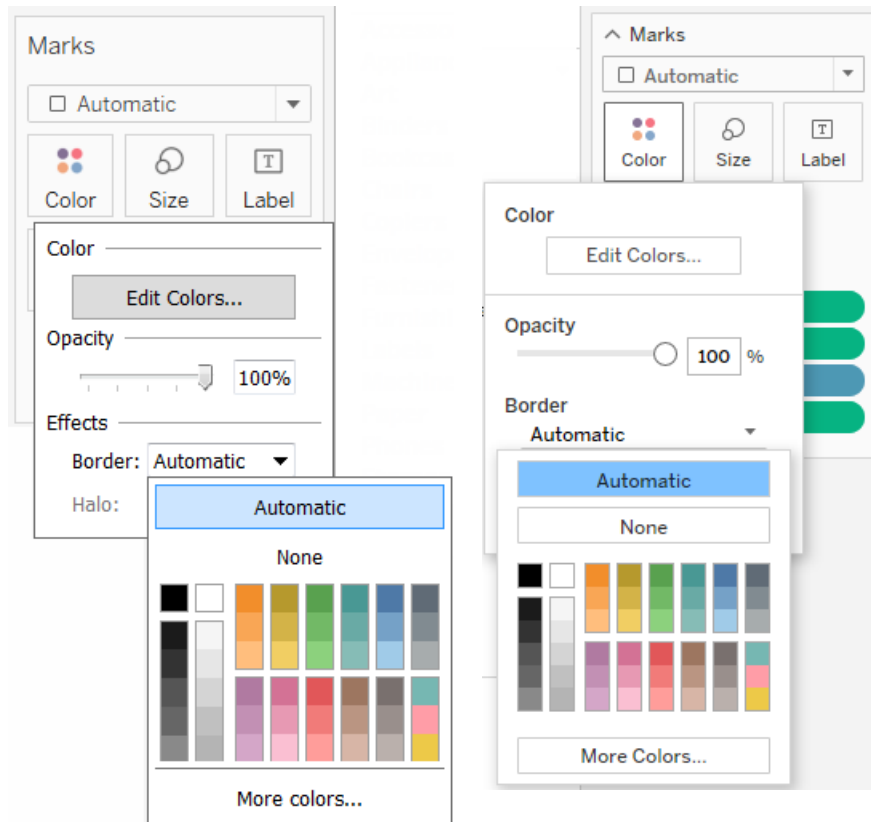 Marks
Automatic
Color Size Label
Color
Edit Colors...
Opacity
100%
Effects
Border: Automatic
Halo:
Automatic
None
More colors...
Marks
Automatic
Color Size Label
Color
Edit Colors...
Opacity
100 %
Border
Automatic
Automatic
None
More Colors...